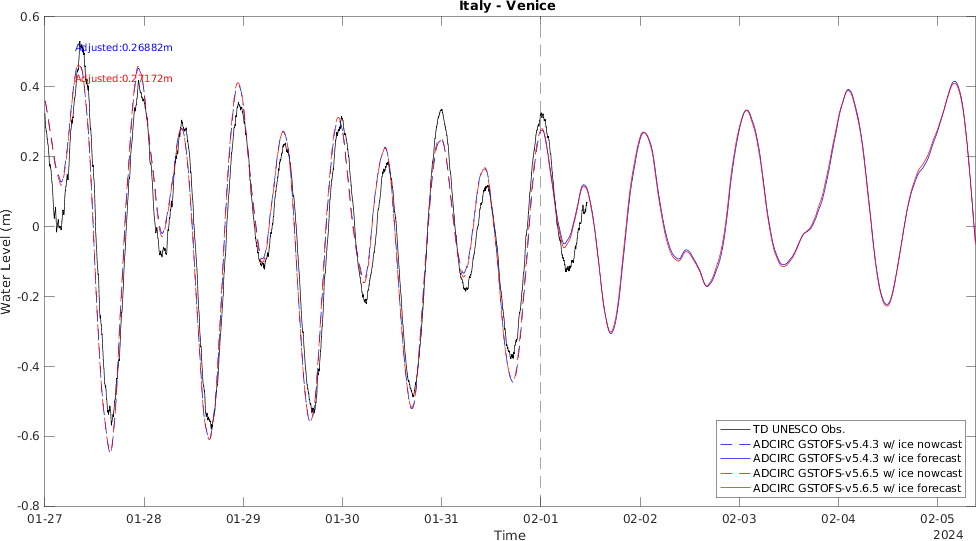 Italy - Venice
Adjusted:0.26882m
Adjusted:0.27172m
Water Level (m)
0.6
0.4
0.2
0
-0.2
-0.4
-0.6
-0.8
TD UNESCO Obs.
ADCIRC GSTOFS-v5.4.3 w/ ice nowcast
ADCIRC GSTOFS-v5.4.3 w/ ice forecast
ADCIRC GSTOFS-v5.6.5 w/ ice nowcast
ADCIRC GSTOFS-v5.6.5 w/ ice forecast
01-27 01-28 01-29 01-30 01-31 02-01 02-02 02-03 02-04 02-05
Time
2024